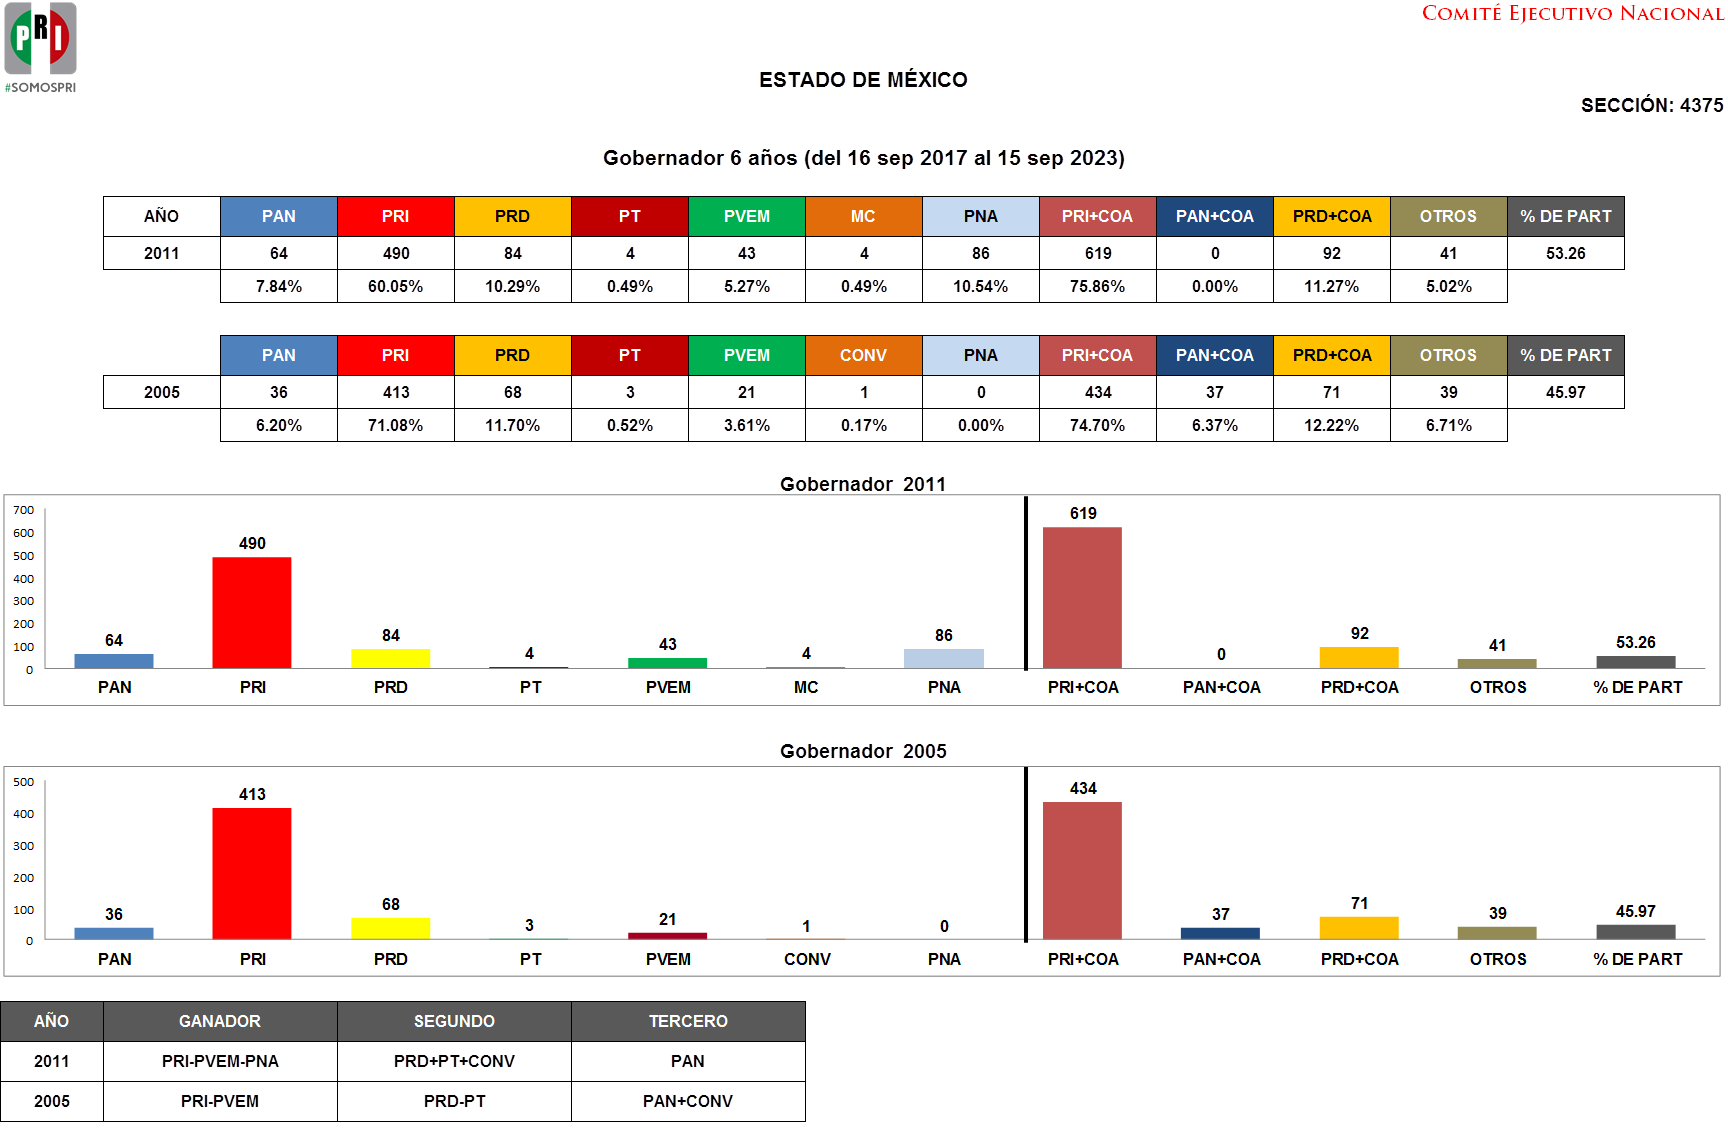 PRI
#SOMOSPRI
COMITÉ EJECUTIVO NACIONAL
ESTADO DE MÉXICO
SECCIÓN: 4375
Gobernador 6 años (del 16 sep 2017 al 15 sep 2023)
AÑO PAN PRI PRD PT PVEM MC PNA PRI+COA PAN+COA PRD+COA OTROS % DE PART
2011 64 490 84 4 43 4 86 619 0 92 41 53.26
7.84% 60.05% 10.29% 0.49% 5.27% 0.49% 10.54% 75.86% 0.00% 11.27% 5.02%
PAN PRI PRD PT PVEM CONV PNA PRI+COA PAN+COA PRD+COA OTROS % DE PART
2005 36 413 68 3 21 1 0 434 37 71 39 45.97
6.20% 71.08% 11.70% 0.52% 3.61% 0.17% 0.00% 74.70% 6.37% 12.22% 6.71%
Gobernador 2011
700
600
500
400
300
200
100
0
64 490 84 4 43 4 86 619 0 92 41 53.26
PAN PRI PRD PT PVEM MC PNA PRI+COA PAN+COA PRD+COA OTROS % DE PART
Gobernador 2005
500
400
300
200
100
0
36 413 68 3 21 1 0 434 37 71 39 45.97
PAN PRI PRD PT PVEM CONV PNA PRI+COA PAN+COA PRD+COA OTROS % DE PART
AÑO GANADOR SEGUNDO TERCERO
2011 PRI-PVEM-PNA PRD+PT+CONV PAN
2005 PRI-PVEM PRD-PT PAN+CONV